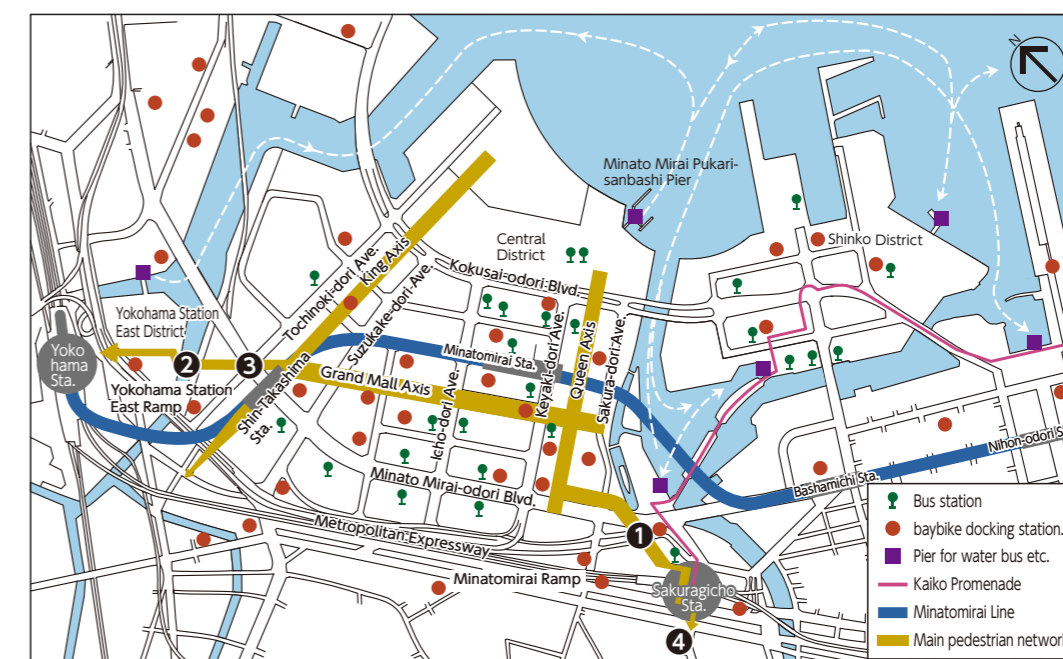 N
Minato Mirai Pukari-
sanbashi Pier
Shinko District
Central
District
Kokusai-odori Blvd.
Tochinoki-dori Ave.
King Axis
Suzukake-dori Ave.
Yokohama Station
East District
Yoko
hama
Sta.
2
3
Yokohama Station
East Ramp
Shin-Takashima
Sta.
Grand Mall Axis
Minatomirai Sta.
Icho-dori Ave.
Keyaki-dori Ave.
Queen Axis
Sakura-dori Ave.
Minato Mirai-odori Blvd.
Metropolitan Expressway
Minatomirai Ramp
1
Sakuragicho
Sta.
4
Bashamichi Sta.
Nihon-odori S
Bus station
baybike docking station.
Pier for water bus etc.
Kaiko Promenade
Minatomirai Line
Main pedestrian network